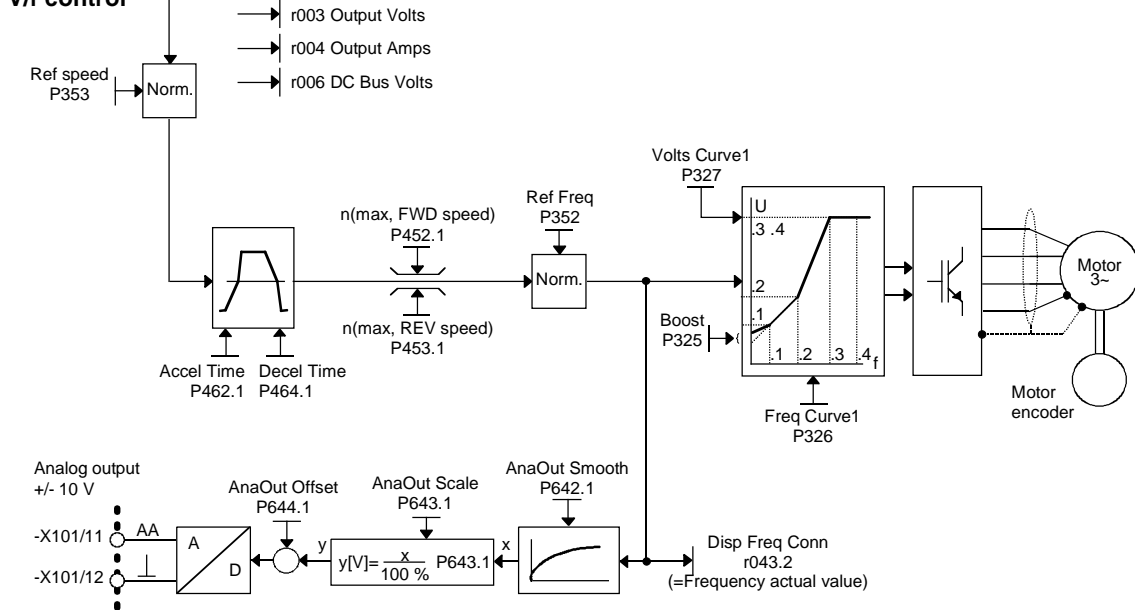 V/f control
r003 Output Volts
r004 Output Amps
r006 DC Bus Volts
Ref speed
P353
Norm.
Volts Curve1
P327
n(max, FWD speed)
P452.1
Ref Freq
P352
Norm.
n(max, REV speed)
P453.1
Accel Time
P462.1
Decel Time
P464.1
U
.3 .4
.2
.1
.1 .2 .3 .4 f
Boost
P325
Freq Curve1
P326
Motor
3~
Motor
encoder
Analog output
+/- 10 V
-X101/11
AA
-X101/12
A
D
AnaOut Offset
P644.1
AnaOut Scale
P643.1
AnaOut Smooth
P642.1
y
y[V]= x / 100 % P643.1
x
Disp Freq Conn
r043.2
(=Frequency actual value)